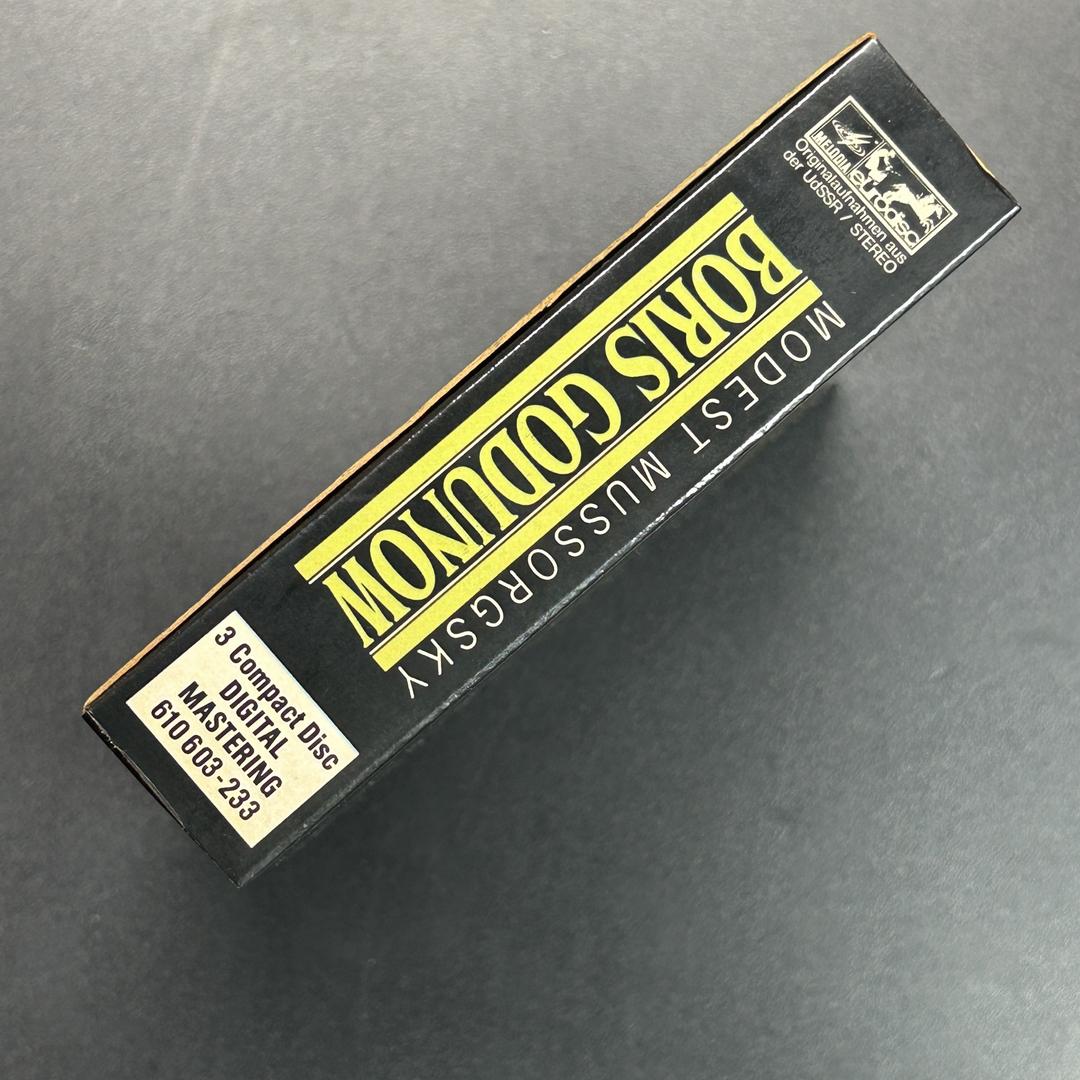 MELODIA eurodisc
Originalaufnahmen aus
der UdSSR / STEREO
BORIS GODUNOW
MODEST MUSSORGSKY
3 Compact Disc
DIGITAL
MASTERING
610 603-233